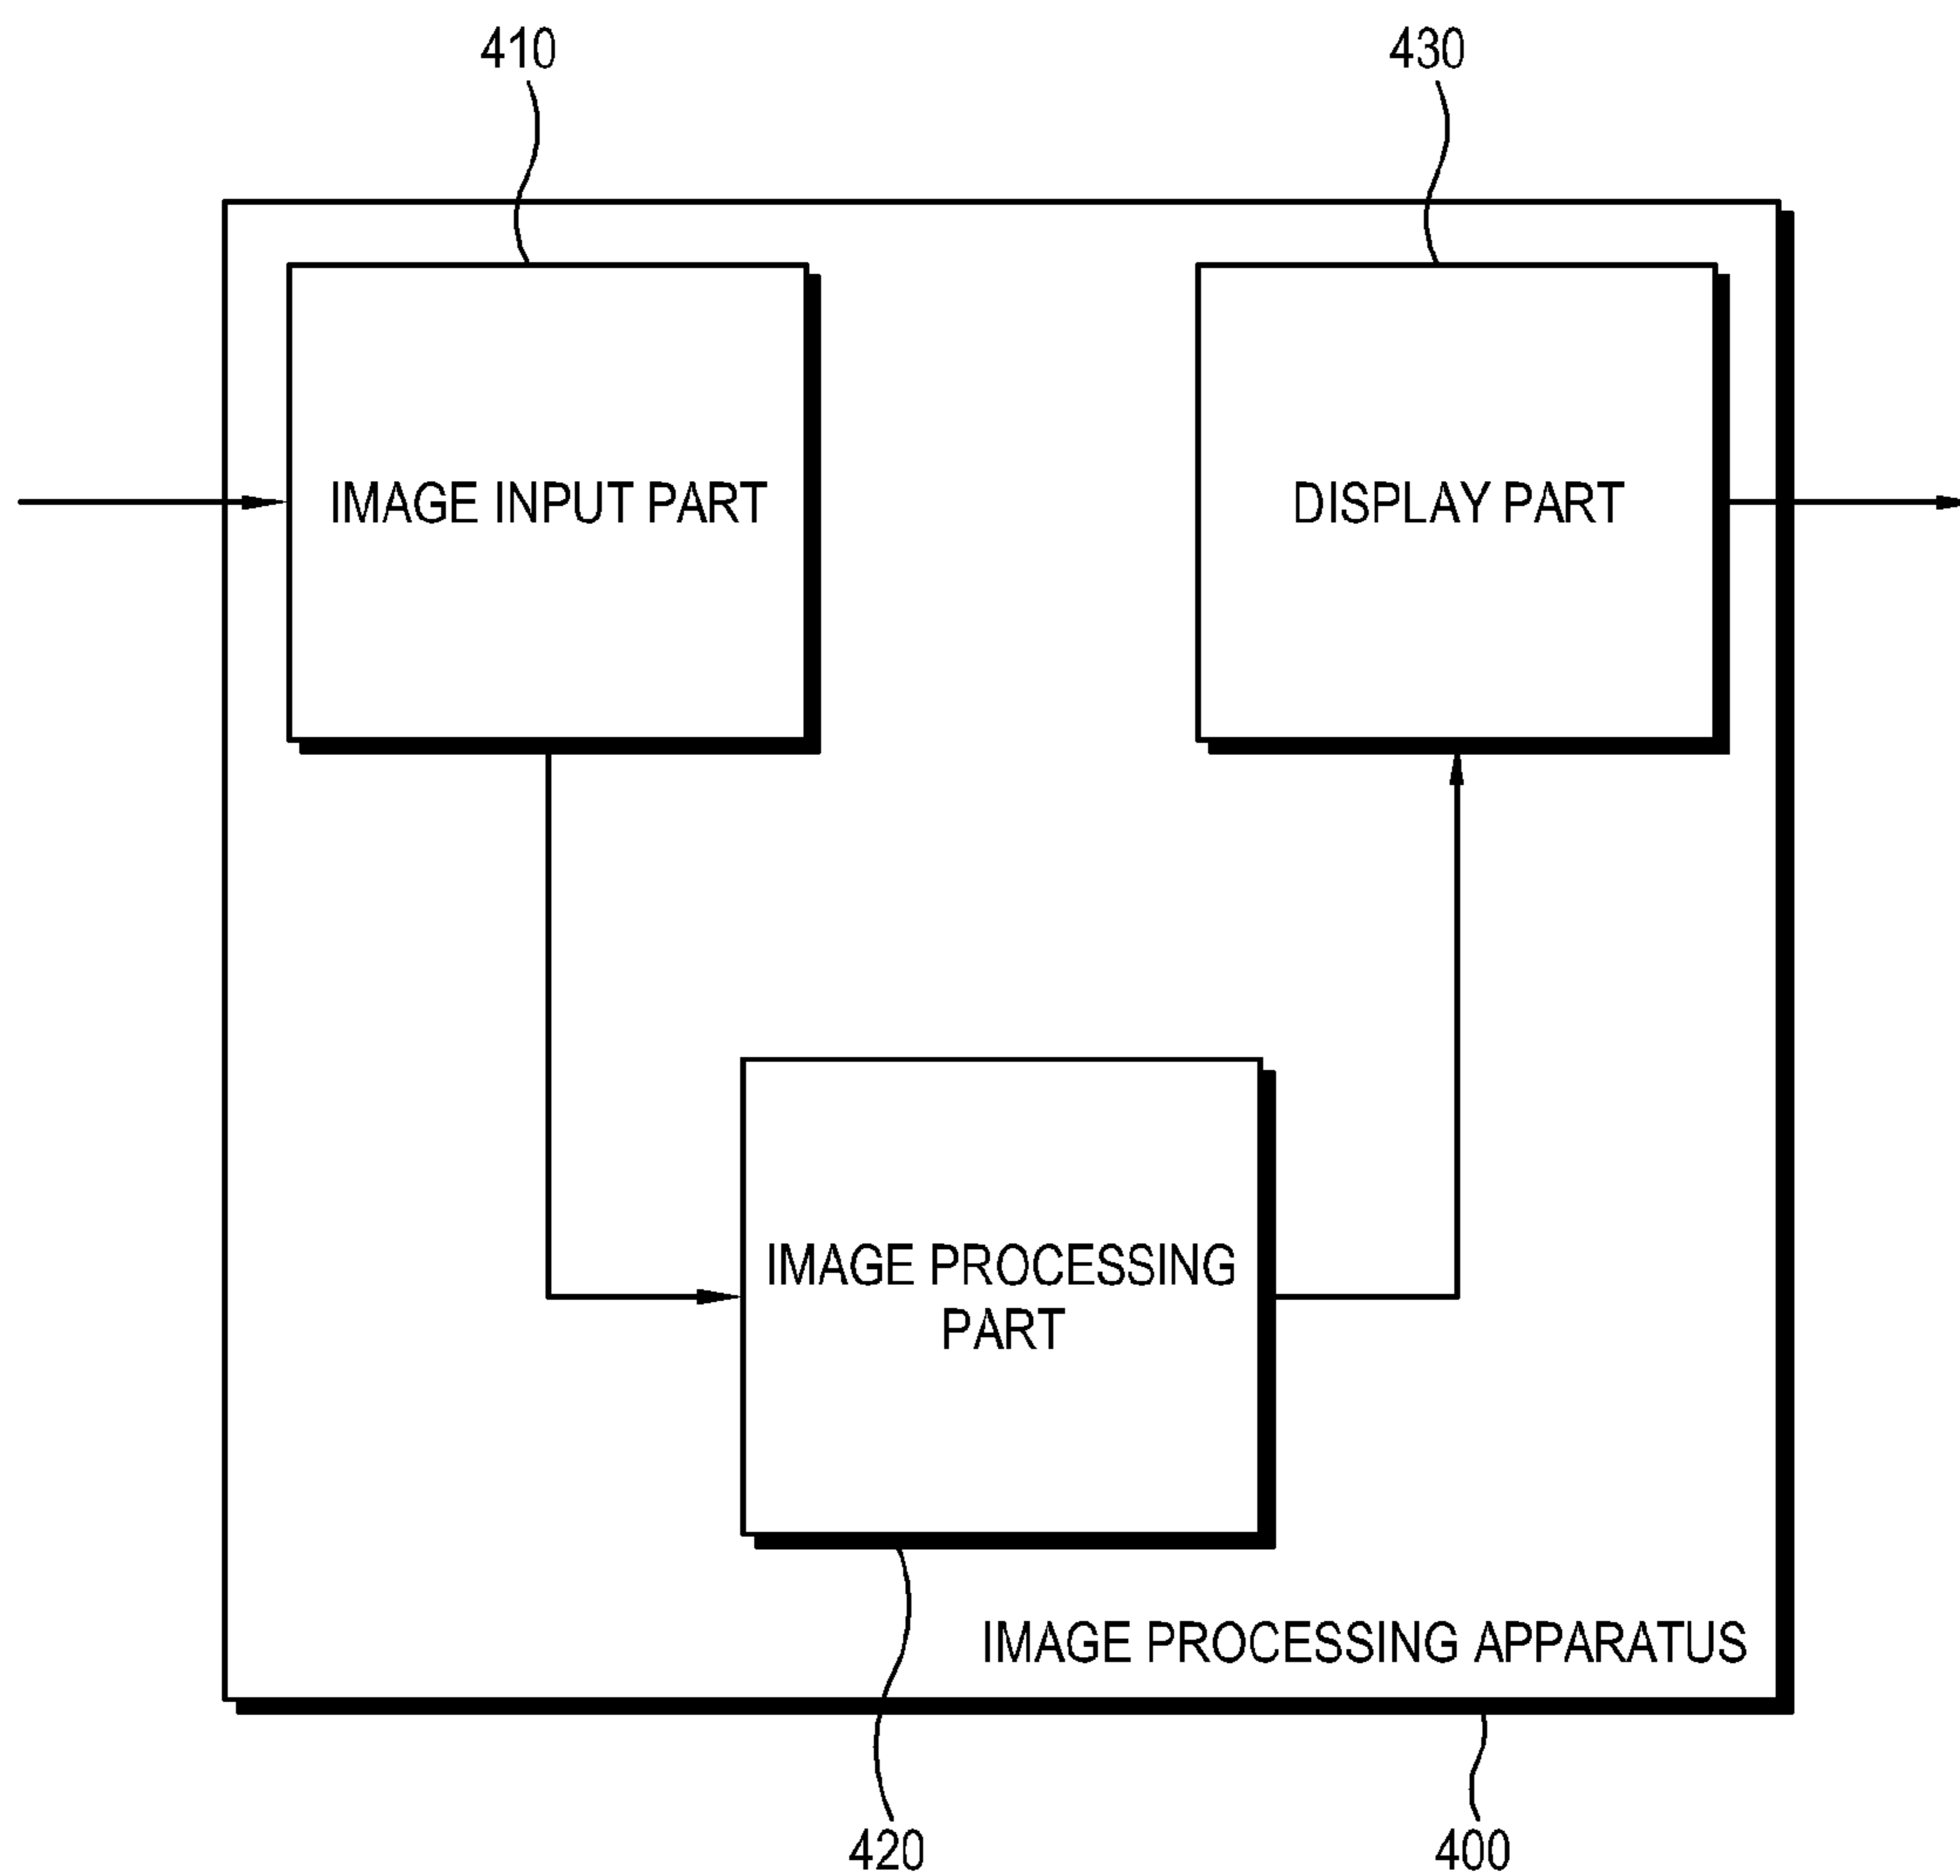 410
430
IMAGE INPUT PART
DISPLAY PART
IMAGE PROCESSING
PART
IMAGE PROCESSING APPARATUS
420
400